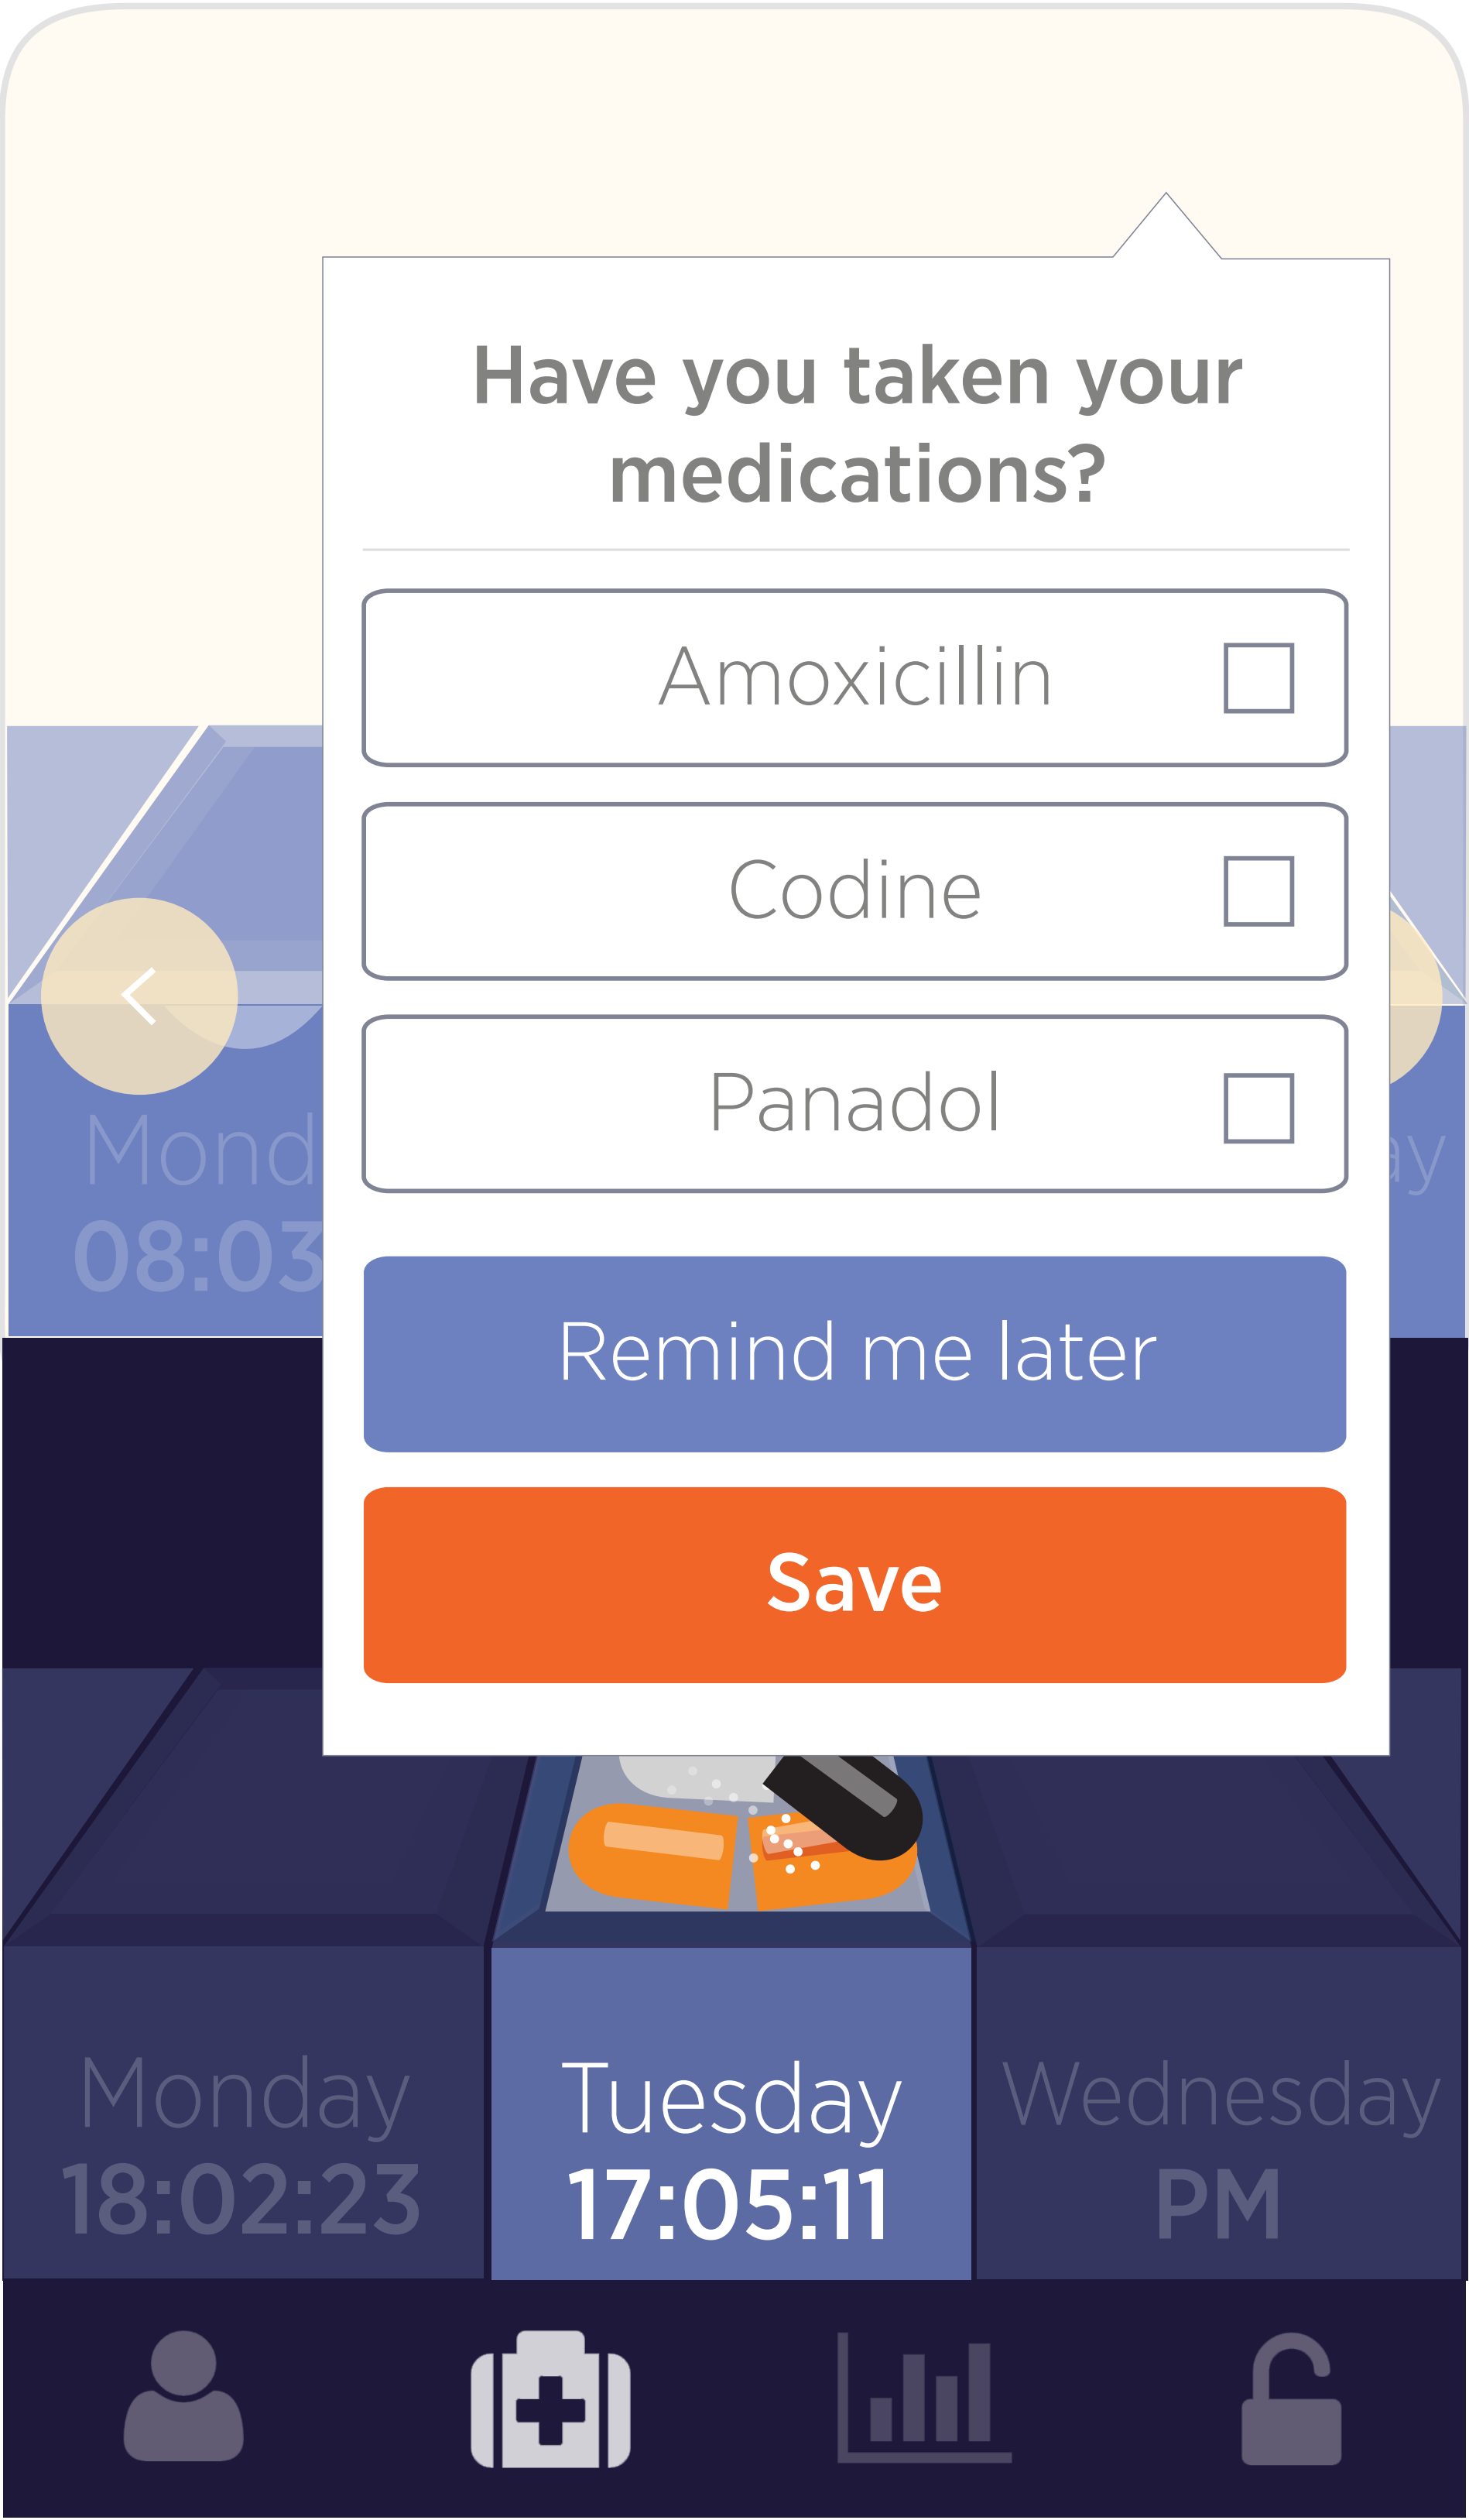 Have you taken your
medications?
Amoxicillin
Codine
Panadol
Remind me later
Save
Mond
08:03
ay
Monday
18:02:23
Tuesday
17:05:11
Wednesday
PM